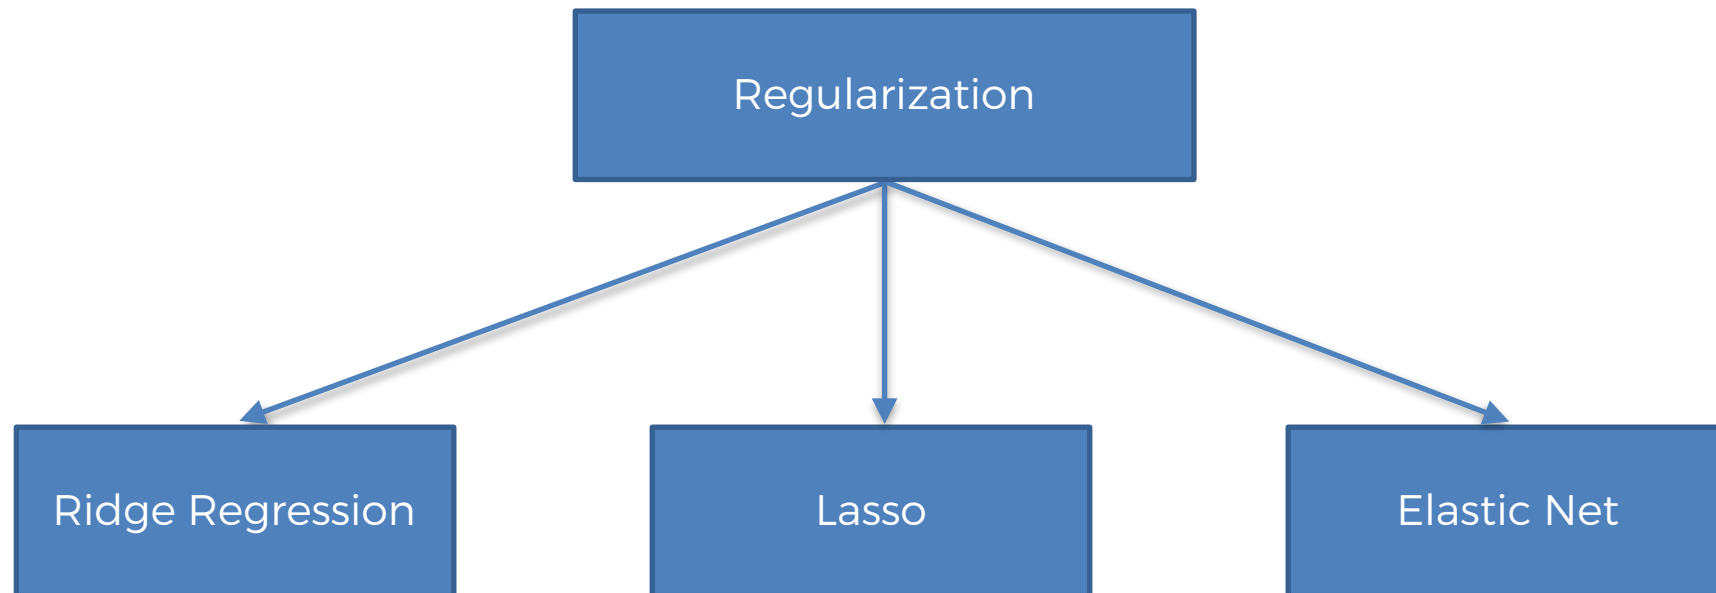 Regularization
Ridge Regression
Lasso
Elastic Net